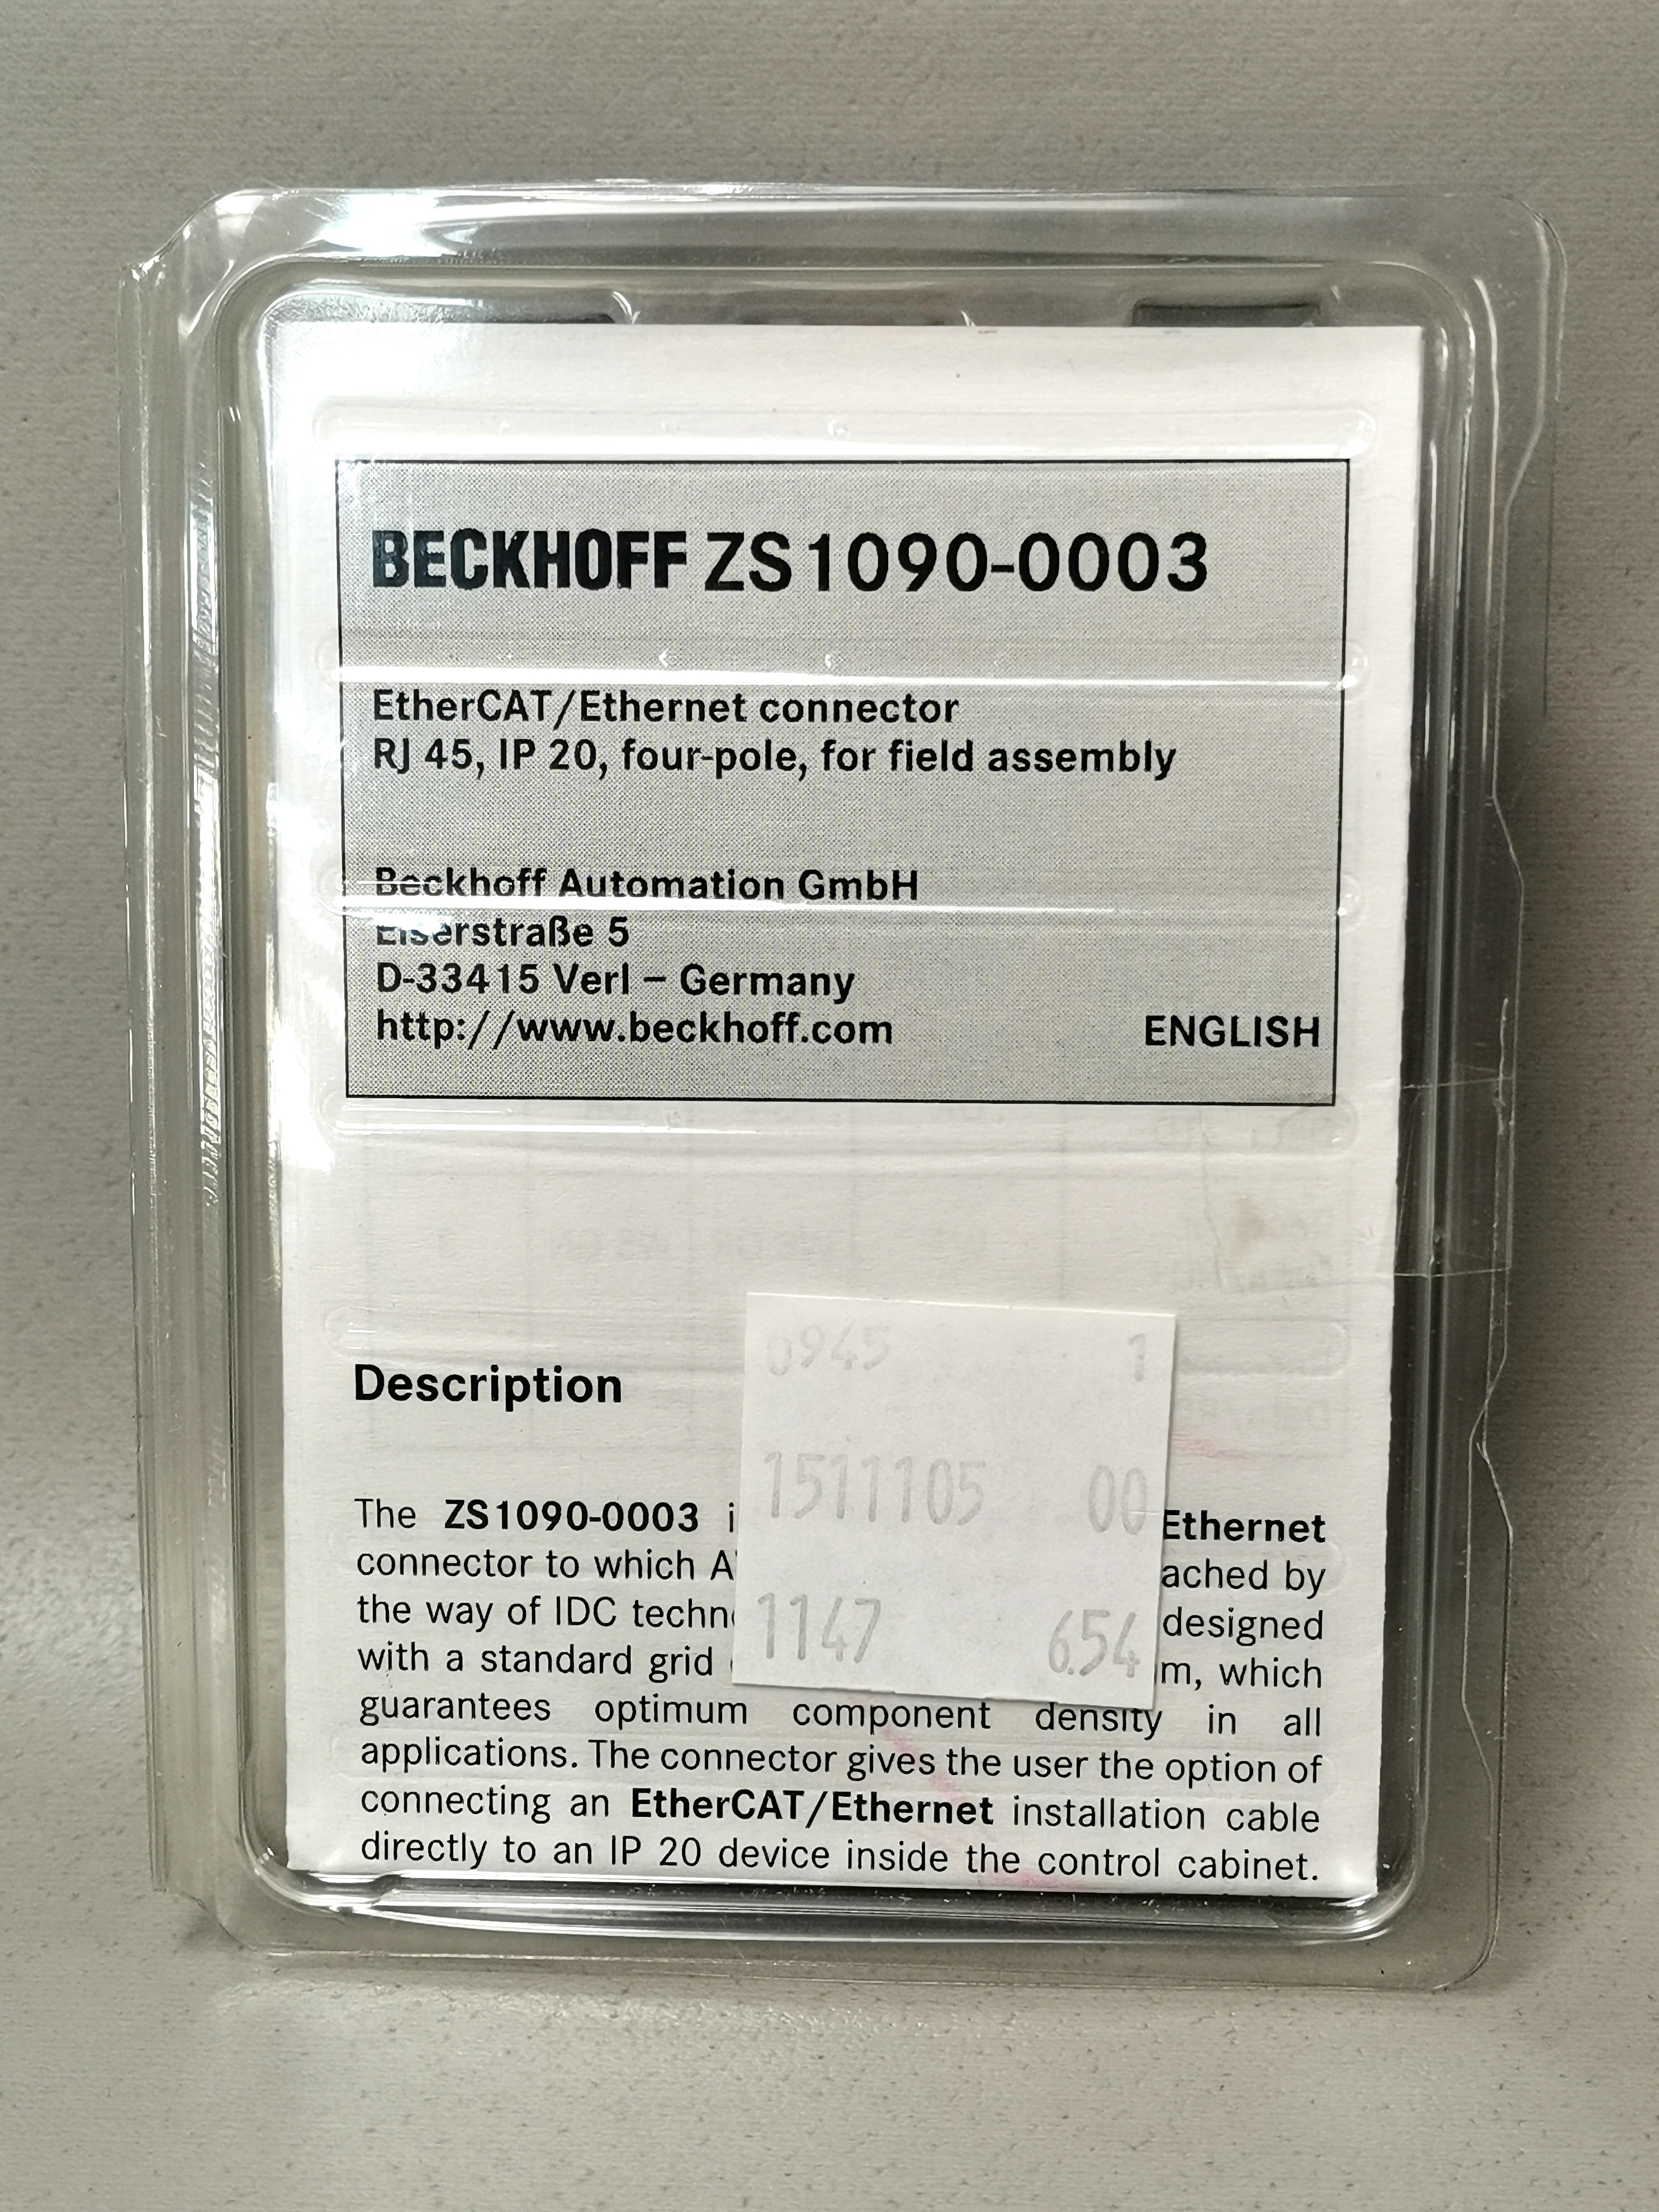 BECKHOFF ZS1090-0003
EtherCAT/Ethernet connector
RJ 45, IP 20, four-pole, for field assembly
Beckhoff Automation GmbH
Eiserstraße 5
D-33415 Verl – Germany
http://www.beckhoff.com ENGLISH
0945 1
1511105 00
1147 6.54
Description
The ZS1090-0003 i Ethernet
connector to which A ached by
the way of IDC techn designed
with a standard grid m, which
guarantees optimum component density in all
applications. The connector gives the user the option of
connecting an EtherCAT/Ethernet installation cable
directly to an IP 20 device inside the control cabinet.